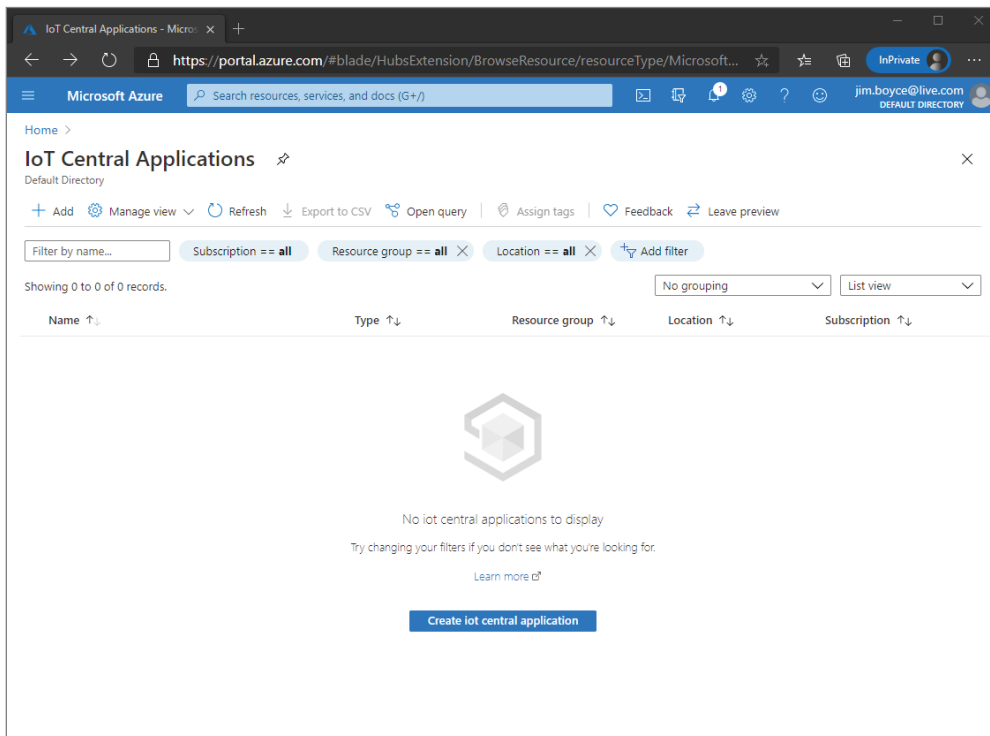 IoT Central Applications - Micros
https://portal.azure.com/#blade/HubsExtension/BrowseResource/resourceType/Microsoft...
InPrivate
Microsoft Azure
Search resources, services, and docs (G+/)
1
jim.boyce@live.com
DEFAULT DIRECTORY
Home >
IoT Central Applications
Default Directory
Add Manage view Refresh Export to CSV Open query Assign tags Feedback Leave preview
Filter by name... Subscription == all Resource group == all Location == all Add filter
Showing 0 to 0 of 0 records. No grouping List view
Name Type Resource group Location Subscription
No iot central applications to display
Try changing your filters if you don't see what you're looking for.
Learn more
Create iot central application